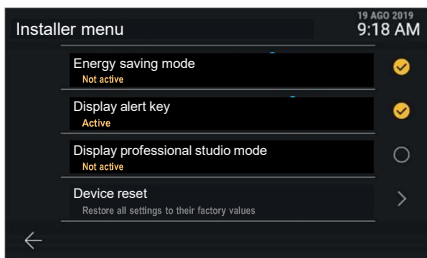 19 AGO 2019
Installer menu
9:18 AM
Energy saving mode
Not active
Display alert key
Active
Display professional studio mode
Not active
Device reset
Restore all settings to their factory values